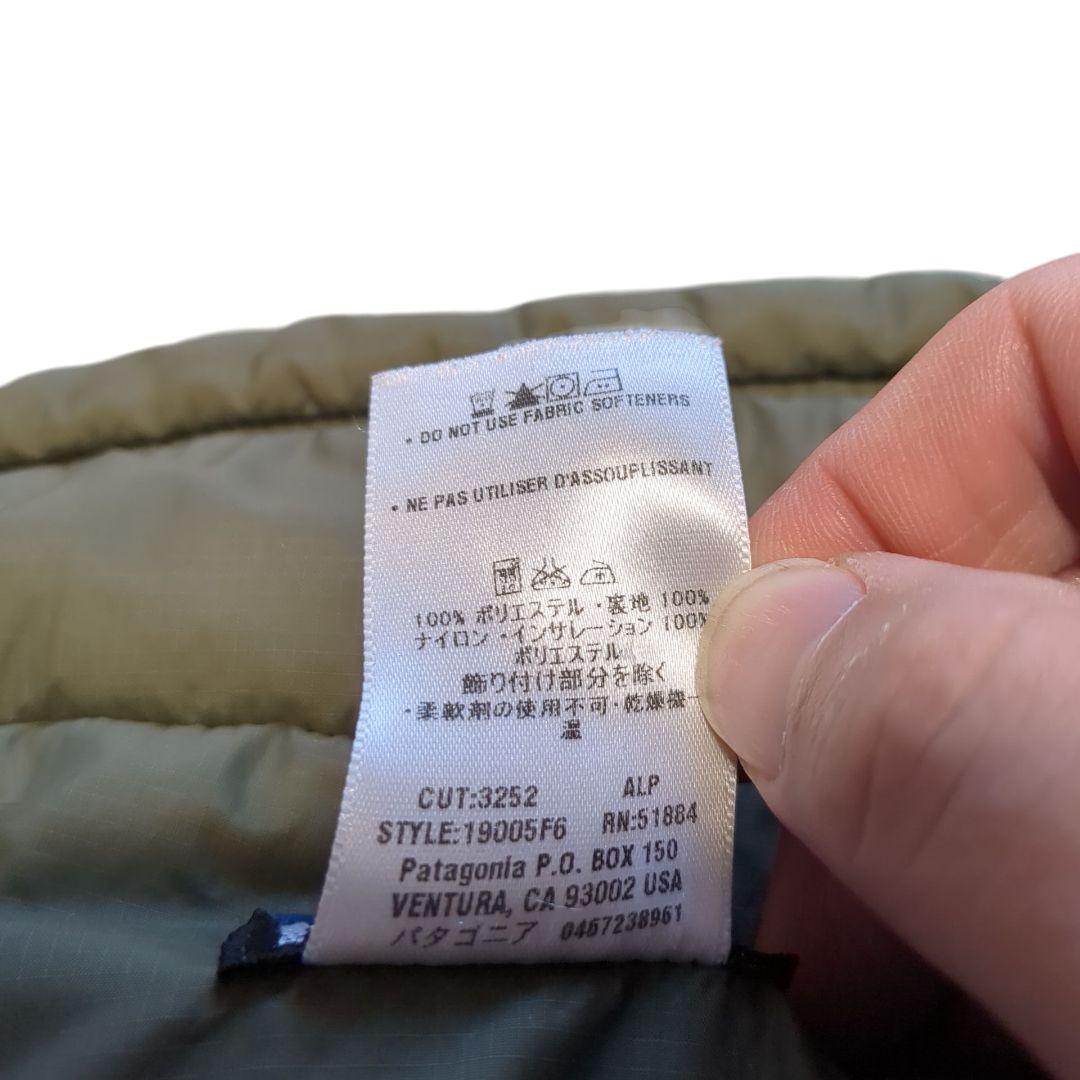 • DO NOT USE FABRIC SOFTENERS
• NE PAS UTILISER D'ASSOUPLISSANT
100% ポリエステル・裏地 100%
ナイロン・インサレーション 100%
ポリエステル
飾り付け部分を除く
・柔軟剤の使用不可・乾燥機一
温
CUT:3252 ALP
STYLE:19005F6 RN:51884
Patagonia P.O. BOX 150
VENTURA, CA 93002 USA
パタゴニア 0467238961